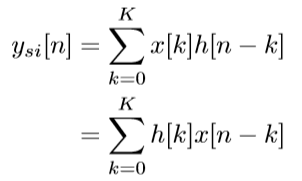 y_{si}[n] = \sum_{k=0}^{K} x[k]h[n − k]
= \sum_{k=0}^{K} h[k]x[n − k]